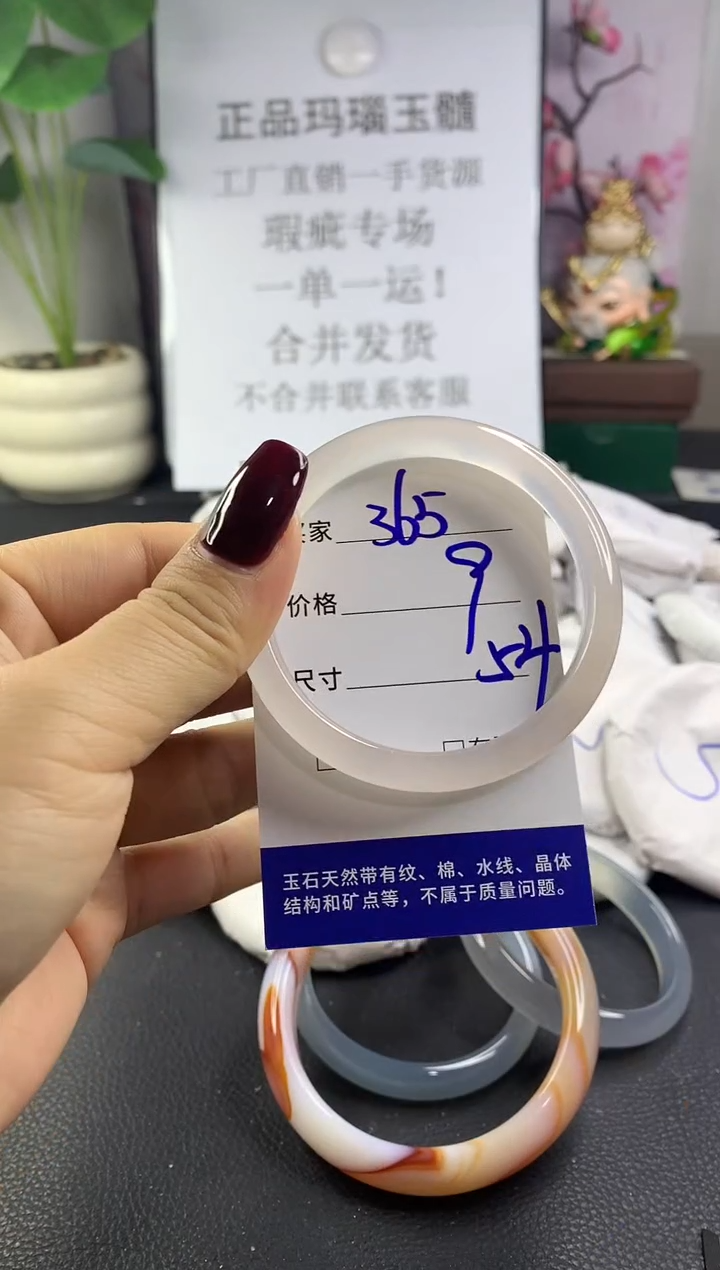 正品玛瑙玉髓
工厂直销一手货源
瑕疵专场
一单一运！
合并发货
不合并联系客服
家 365
价格 9
尺寸 54
玉石天然带有纹、棉、水线、晶体
结构和矿点等，不属于质量问题。